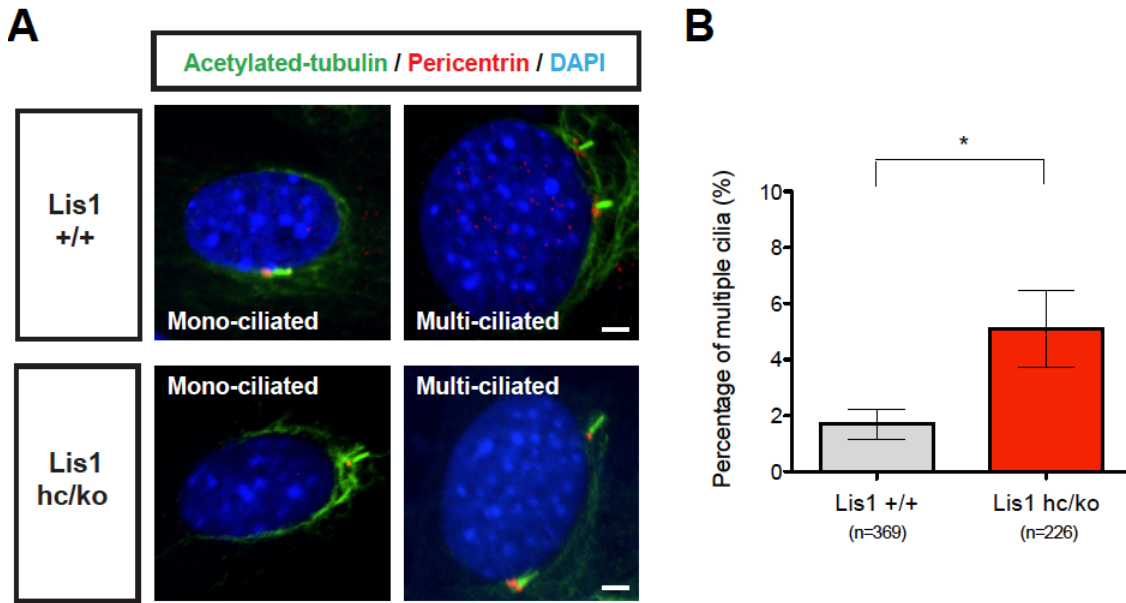 A
Acetylated-tubulin / Pericentrin / DAPI
Lis1
+/+
Mono-ciliated
Multi-ciliated
Lis1
hc/ko
Mono-ciliated
Multi-ciliated
B
*
Percentage of multiple cilia (%)
10
8
6
4
2
0
Lis1 +/+
(n=369)
Lis1 hc/ko
(n=226)